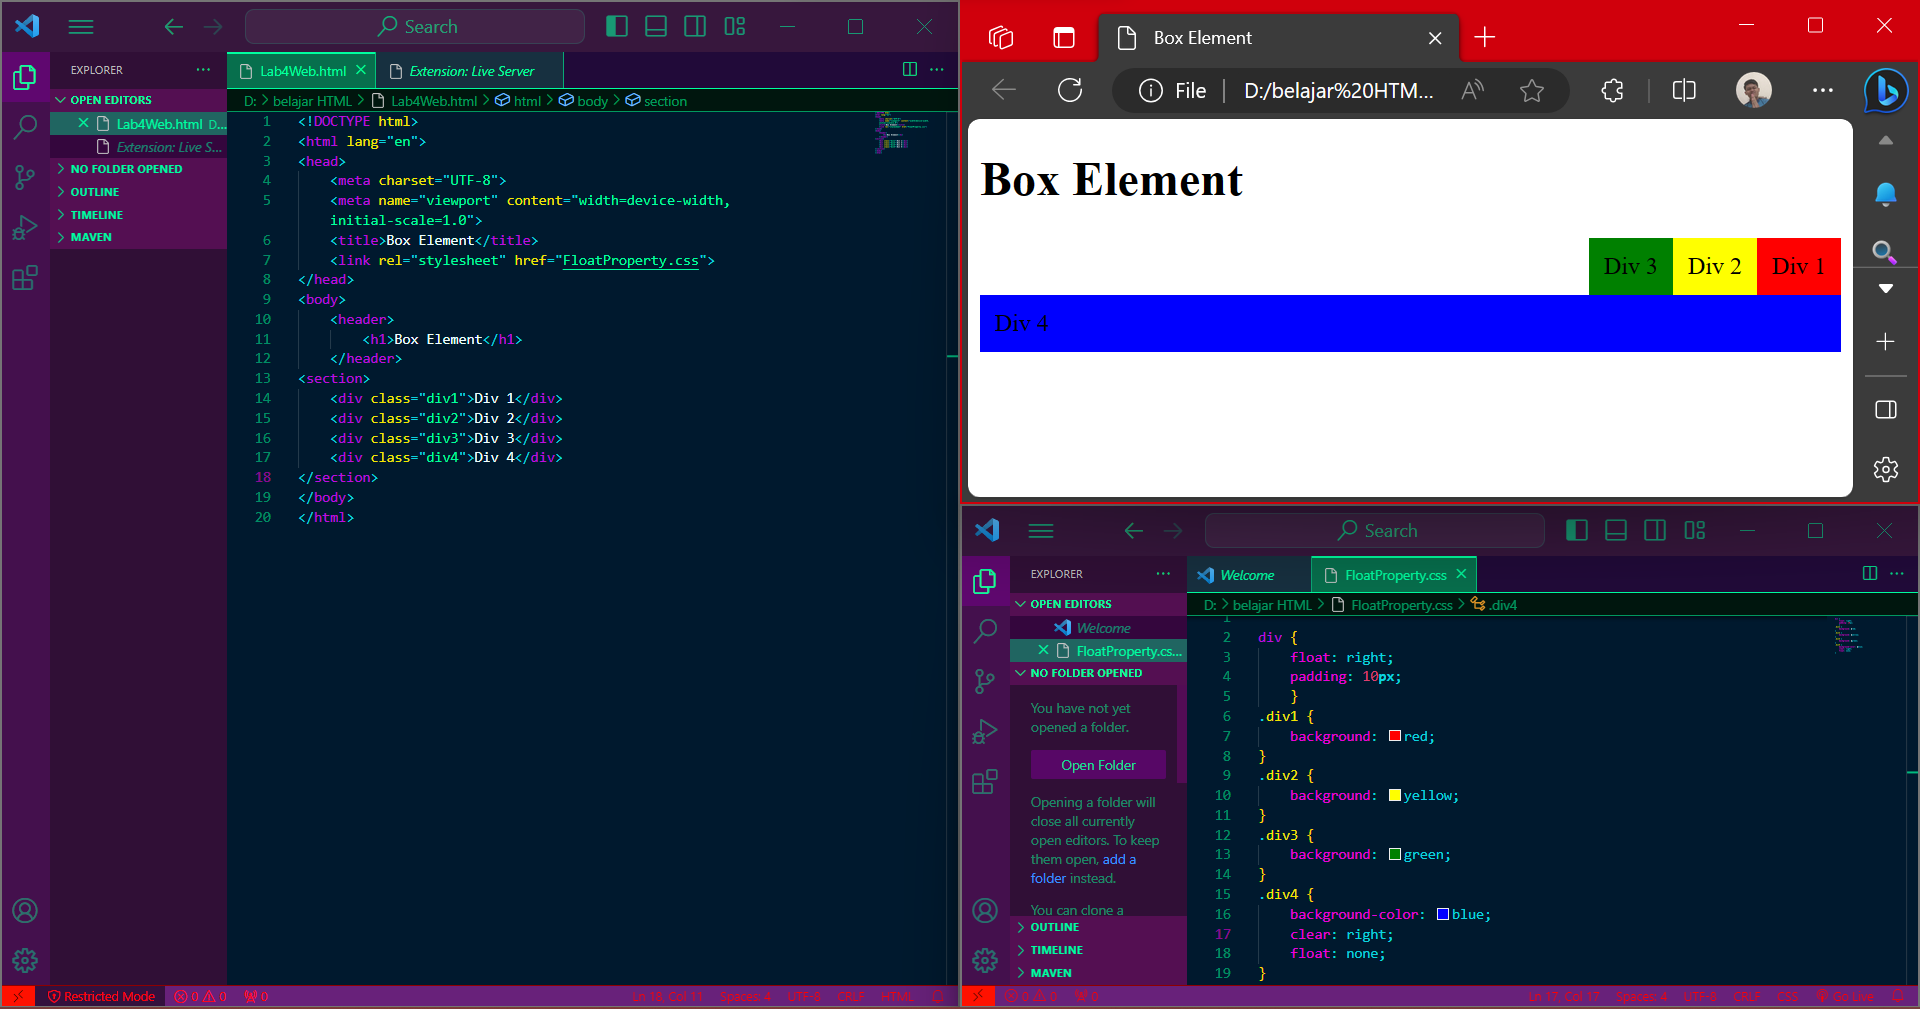 Search
EXPLORER
OPEN EDITORS
Lab4Web.html D...
Extension: Live S...
NO FOLDER OPENED
OUTLINE
TIMELINE
MAVEN
Lab4Web.html
Extension: Live Server
D: > belajar HTML > Lab4Web.html > html > body > section
1 <!DOCTYPE html>
2 <html lang="en">
3 <head>
4 <meta charset="UTF-8">
5 <meta name="viewport" content="width=device-width,
initial-scale=1.0">
6 <title>Box Element</title>
7 <link rel="stylesheet" href="FloatProperty.css">
8 </head>
9 <body>
10 <header>
11 <h1>Box Element</h1>
12 </header>
13 <section>
14 <div class="div1">Div 1</div>
15 <div class="div2">Div 2</div>
16 <div class="div3">Div 3</div>
17 <div class="div4">Div 4</div>
18 </section>
19 </body>
20 </html>
Restricted Mode 0 0 0 Ln 18, Col 11 Spaces: 4 UTF-8 CRLF HTML
Box Element
File D:/belajar%20HTM...
Box Element
Div 3 Div 2 Div 1
Div 4
Search
EXPLORER
OPEN EDITORS
Welcome
FloatProperty.cs...
NO FOLDER OPENED
You have not yet
opened a folder.
Open Folder
Opening a folder will
close all currently
open editors. To keep
them open, add a
folder instead.
You can clone a
OUTLINE
TIMELINE
MAVEN
Welcome
FloatProperty.css
D: > belajar HTML > FloatProperty.css > .div4
1
2 div {
3 float: right;
4 padding: 10px;
5 }
6 .div1 {
7 background: red;
8 }
9 .div2 {
10 background: yellow;
11 }
12 .div3 {
13 background: green;
14 }
15 .div4 {
16 background-color: blue;
17 clear: right;
18 float: none;
19 }
0 0 0 Ln 17, Col 17 Spaces: 4 UTF-8 CRLF CSS Go Live